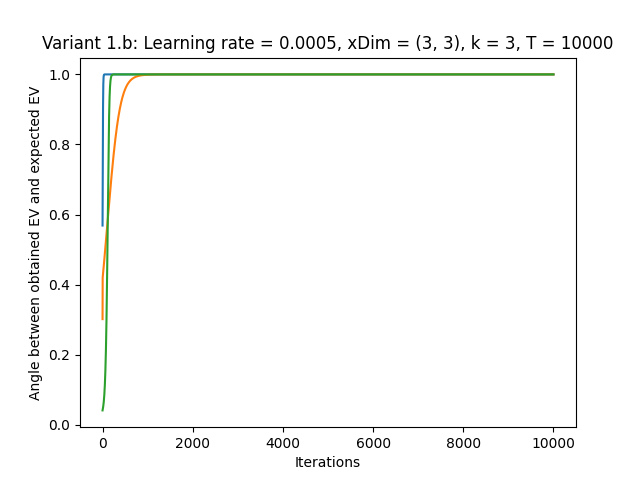 Variant 1.b: Learning rate = 0.0005, xDim = (3, 3), k = 3, T = 10000
Angle between obtained EV and expected EV
1.0
0.8
0.6
0.4
0.2
0.0
0 2000 4000 6000 8000 10000
Iterations